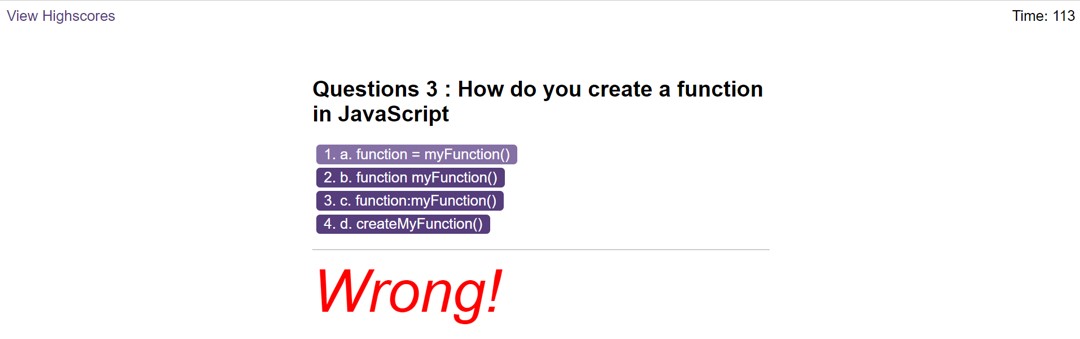 View Highscores
Time: 113
Questions 3 : How do you create a function
in JavaScript
1. a. function = myFunction()
2. b. function myFunction()
3. c. function:myFunction()
4. d. createMyFunction()
Wrong!